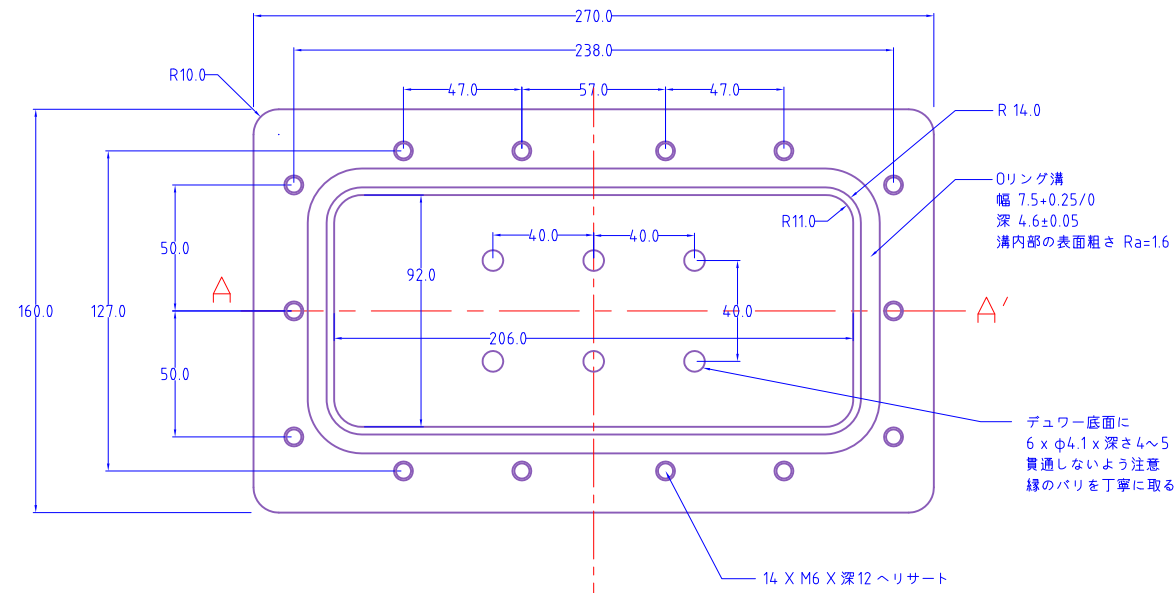 270.0
238.0
R10.0
47.0
57.0
47.0
R 14.0
Oリング溝
幅 7.5+0.25/0
深 4.6±0.05
溝内部の表面粗さ Ra=1.6
R11.0
40.0
40.0
50.0
92.0
A
160.0
127.0
40.0
A′
206.0
50.0
デュワー底面に
6 x φ4.1 x 深さ4~5
貫通しないよう注意
縁のバリを丁寧に取る
14 X M6 X 深12 ヘリサート